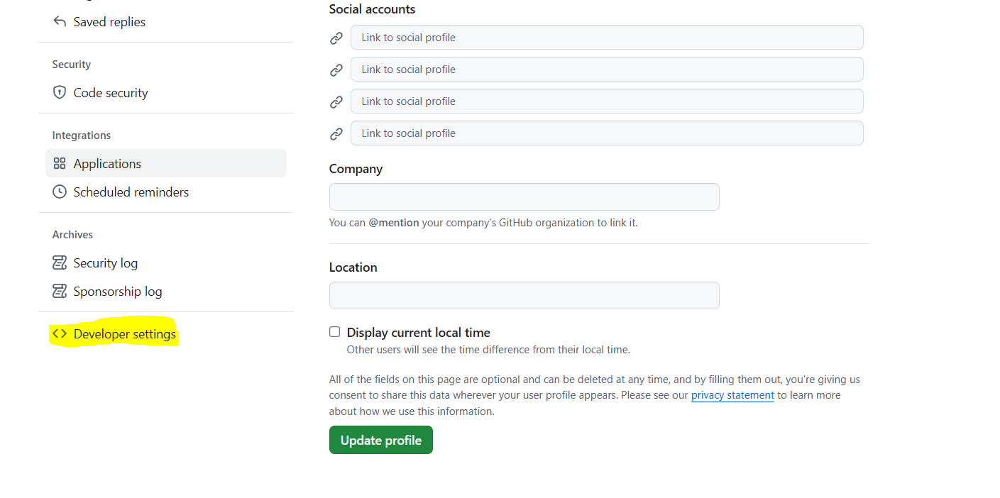 Saved replies
Security
Code security
Integrations
Applications
Scheduled reminders
Archives
Security log
Sponsorship log
Developer settings
Social accounts
Link to social profile
Link to social profile
Link to social profile
Link to social profile
Company
You can @mention your company’s GitHub organization to link it.
Location
Display current local time
Other users will see the time difference from their local time.
All of the fields on this page are optional and can be deleted at any time, and by filling them out, you're giving us
consent to share this data wherever your user profile appears. Please see our privacy statement to learn more
about how we use this information.
Update profile